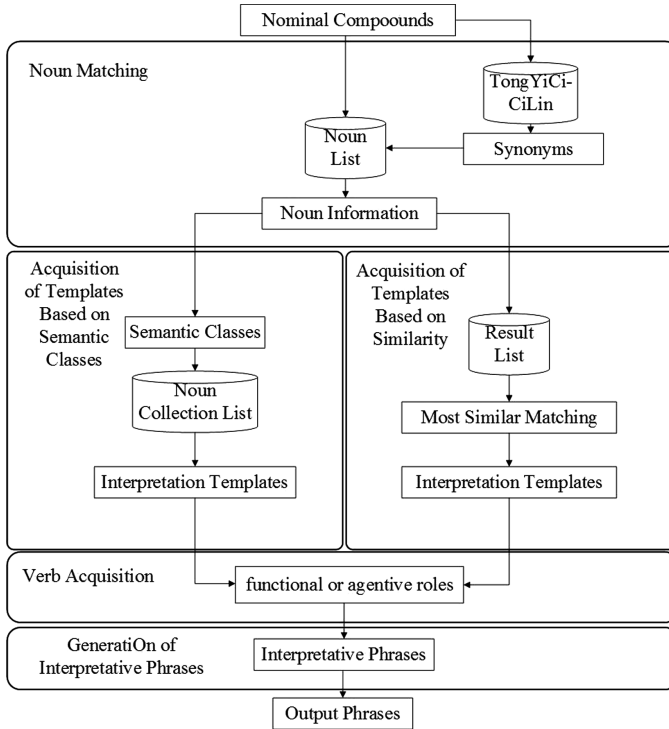 Nominal Compoounds
Noun Matching
TongYiCi-
CiLin
Noun
List
Synonyms
Noun Information
Acquisition
of Templates
Based on
Semantic
Classes
Semantic Classes
Noun
Collection List
Interpretation Templates
Acquisition of
Templates
Based on
Similarity
Result
List
Most Similar Matching
Interpretation Templates
Verb Acquisition
functional or agentive roles
GeneratiOn of
Interpretative Phrases
Interpretative Phrases
Output Phrases